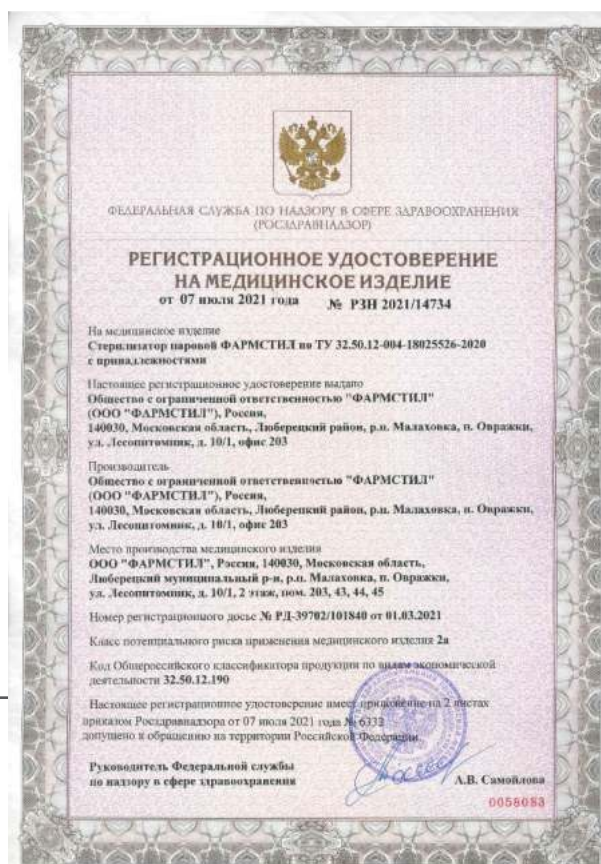 ФЕДЕРАЛЬНАЯ СЛУЖБА ПО НАДЗОРУ В СФЕРЕ ЗДРАВООХРАНЕНИЯ
(РОСЗДРАВНАДЗОР)
РЕГИСТРАЦИОННОЕ УДОСТОВЕРЕНИЕ
НА МЕДИЦИНСКОЕ ИЗДЕЛИЕ
от 07 июля 2021 года № РЗН 2021/14734
На медицинское изделие
Стерилизатор паровой ФАРМСТИЛ по ТУ 32.50.12-004-18025526-2020
с принадлежностями
Настоящее регистрационное удостоверение выдано
Общество с ограниченной ответственностью "ФАРМСТИЛ"
(ООО "ФАРМСТИЛ"), Россия,
140030, Московская область, Люберецкий район, р.п. Малаховка, п. Овражки,
ул. Лесопитомник, д. 10/1, офис 203
Производитель
Общество с ограниченной ответственностью "ФАРМСТИЛ"
(ООО "ФАРМСТИЛ"), Россия,
140030, Московская область, Люберецкий район, р.п. Малаховка, п. Овражки,
ул. Лесопитомник, д. 10/1, офис 203
Место производства медицинского изделия
ООО "ФАРМСТИЛ", Россия, 140030, Московская область,
Люберецкий муниципальный р-н, р.п. Малаховка, п. Овражки,
ул. Лесопитомник, д. 10/1, 2 этаж, пом. 203, 43, 44, 45
Номер регистрационного досье № РД-39702/101840 от 01.03.2021
Класс потенциального риска применения медицинского изделия 2а
Код Общероссийского классификатора продукции по видам экономической
деятельности 32.50.12.190
Настоящее регистрационное удостоверение имеет приложение на 2 листах
приказом Росздравнадзора от 07 июля 2021 года № 6333
допущено к обращению на территории Российской Федерации.
Руководитель Федеральной службы
по надзору в сфере здравоохранения
А.В. Самойлова
0058083